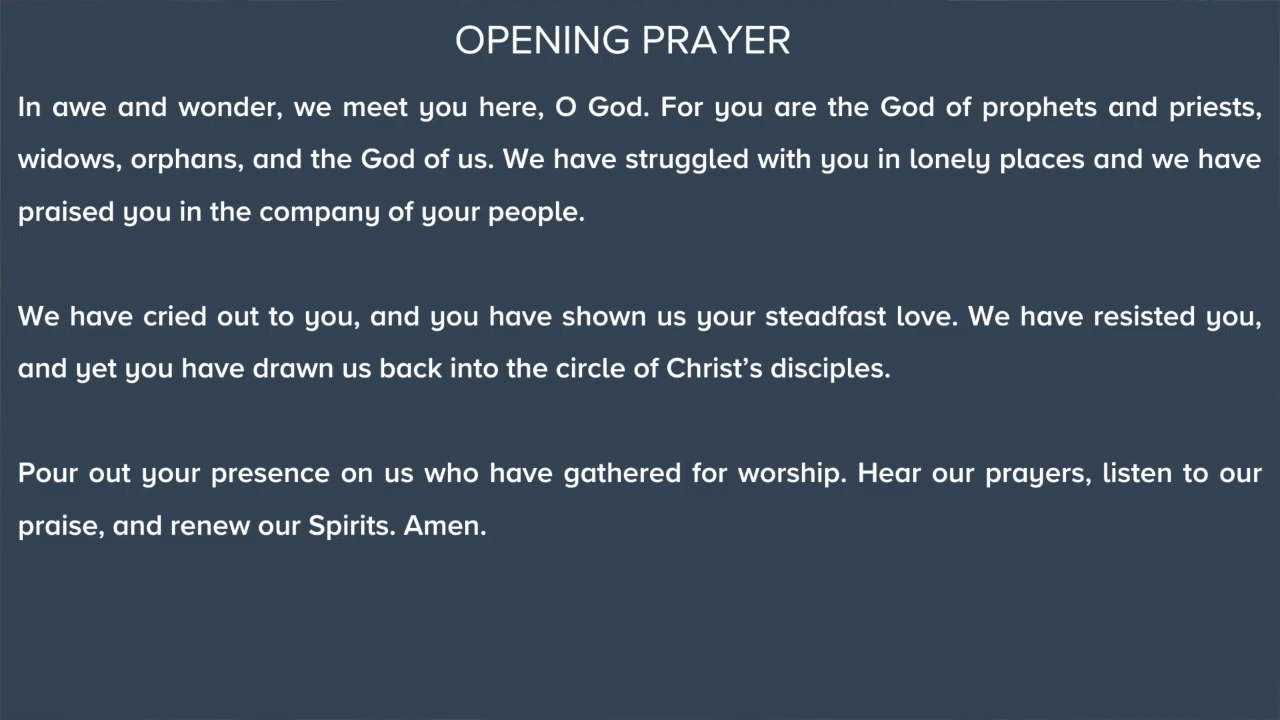 OPENING PRAYER
In awe and wonder, we meet you here, O God. For you are the God of prophets and priests,
widows, orphans, and the God of us. We have struggled with you in lonely places and we have
praised you in the company of your people.
We have cried out to you, and you have shown us your steadfast love. We have resisted you,
and yet you have drawn us back into the circle of Christ’s disciples.
Pour out your presence on us who have gathered for worship. Hear our prayers, listen to our
praise, and renew our Spirits. Amen.